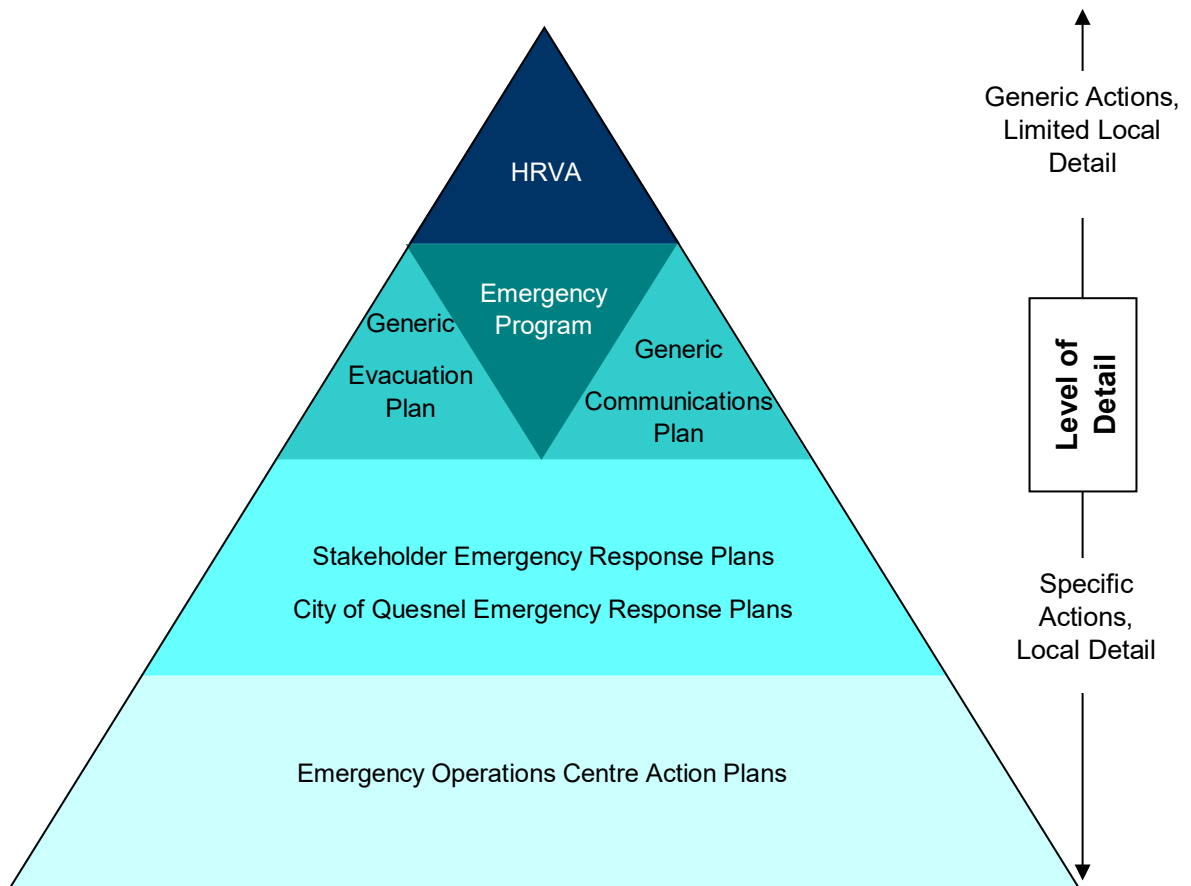 HRVA
Emergency
Program
Generic
Evacuation
Plan
Generic
Communications
Plan
Stakeholder Emergency Response Plans
City of Quesnel Emergency Response Plans
Emergency Operations Centre Action Plans
Generic Actions,
Limited Local
Detail
Level of
Detail
Specific
Actions,
Local Detail